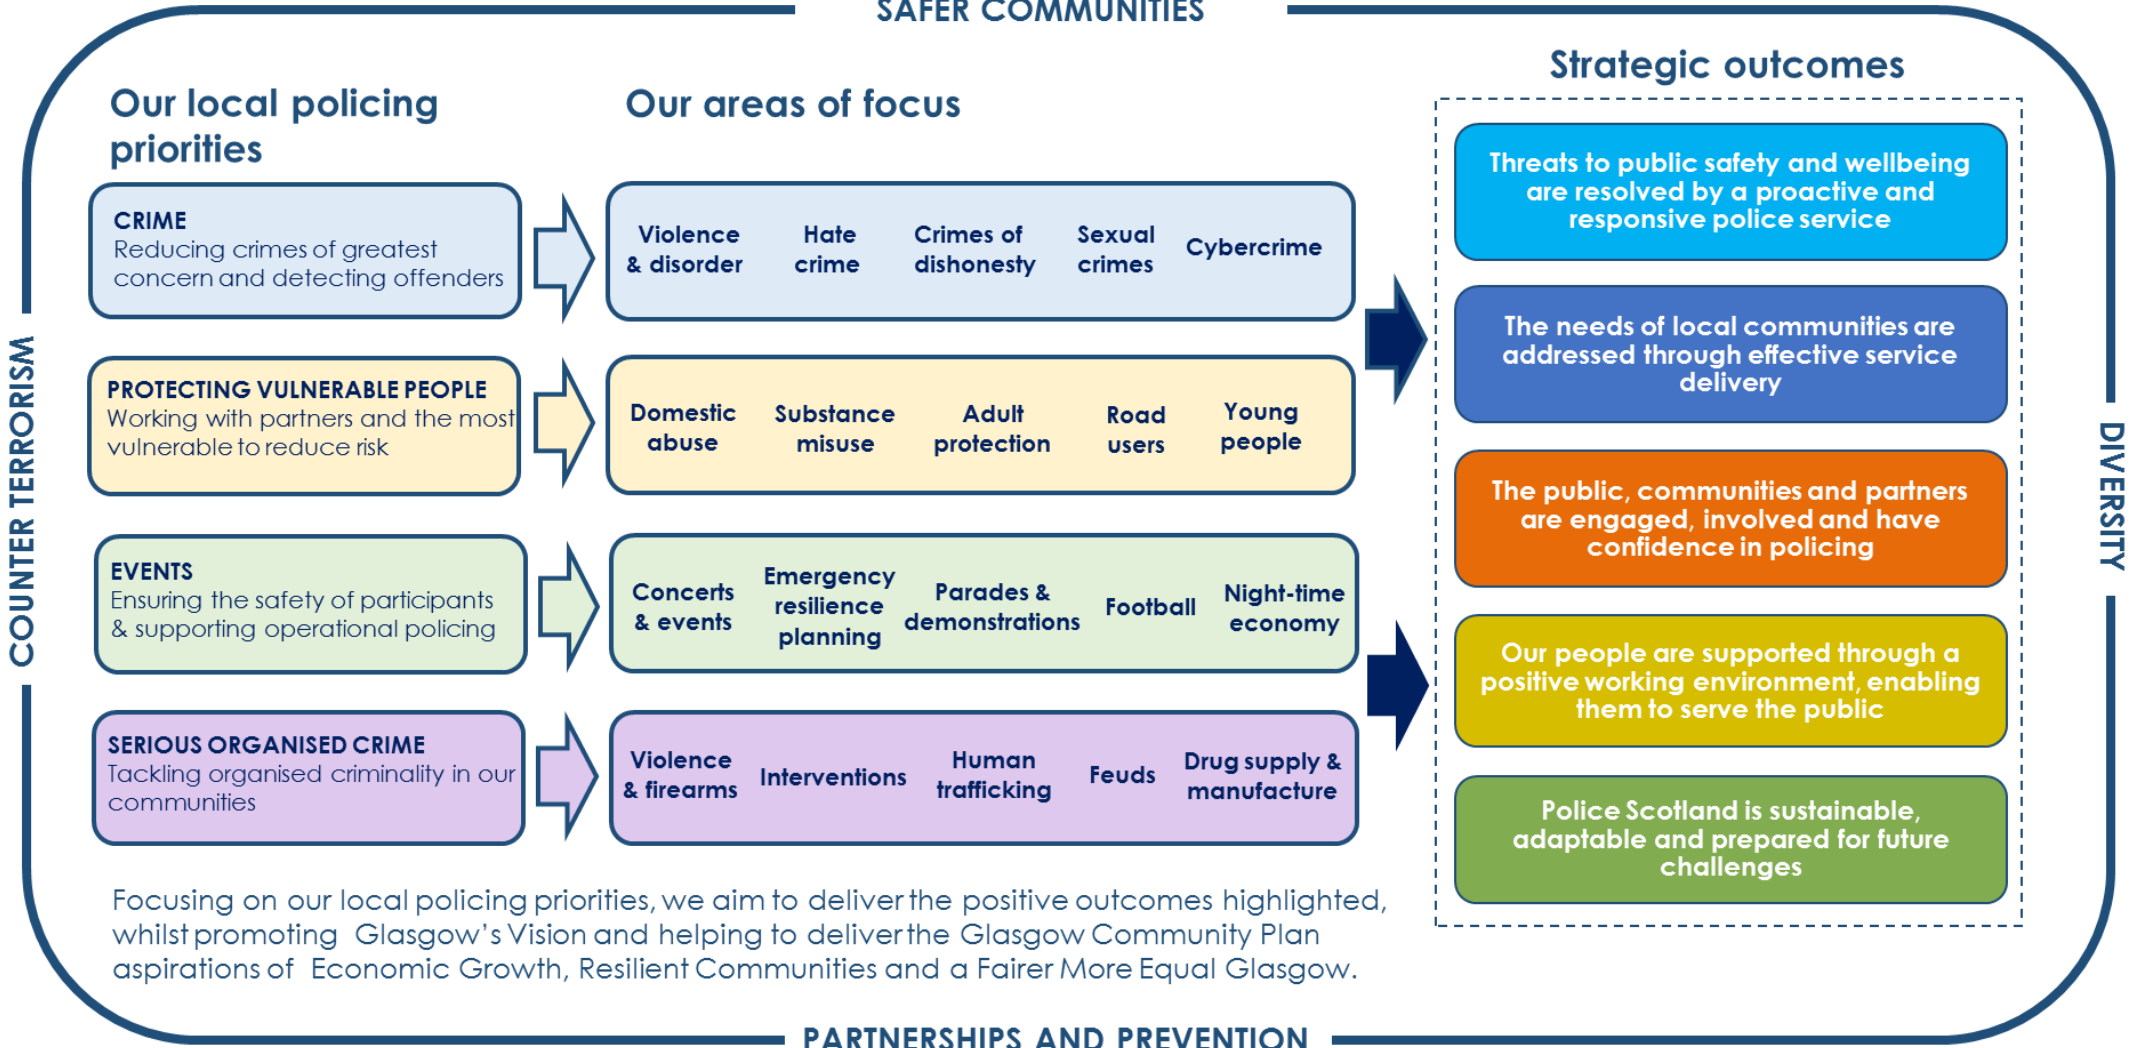 SAFER COMMUNITIES
Our local policing
priorities
Our areas of focus
Strategic outcomes
CRIME
Reducing crimes of greatest
concern and detecting offenders
Violence
& disorder
Hate
crime
Crimes of
dishonesty
Sexual
crimes
Cybercrime
PROTECTING VULNERABLE PEOPLE
Working with partners and the most
vulnerable to reduce risk
Domestic
abuse
Substance
misuse
Adult
protection
Road
users
Young
people
EVENTS
Ensuring the safety of participants
& supporting operational policing
Concerts
& events
Emergency
resilience
planning
Parades &
demonstrations
Football
Night-time
economy
SERIOUS ORGANISED CRIME
Tackling organised criminality in our
communities
Violence
& firearms
Interventions
Human
trafficking
Feuds
Drug supply &
manufacture
Threats to public safety and wellbeing
are resolved by a proactive and
responsive police service
The needs of local communities are
addressed through effective service
delivery
The public, communities and partners
are engaged, involved and have
confidence in policing
Our people are supported through a
positive working environment, enabling
them to serve the public
Police Scotland is sustainable,
adaptable and prepared for future
challenges
Focusing on our local policing priorities, we aim to deliver the positive outcomes highlighted,
whilst promoting Glasgow's Vision and helping to deliver the Glasgow Community Plan
aspirations of Economic Growth, Resilient Communities and a Fairer More Equal Glasgow.
COUNTER TERRORISM
DIVERSITY
PARTNERSHIPS AND PREVENTION